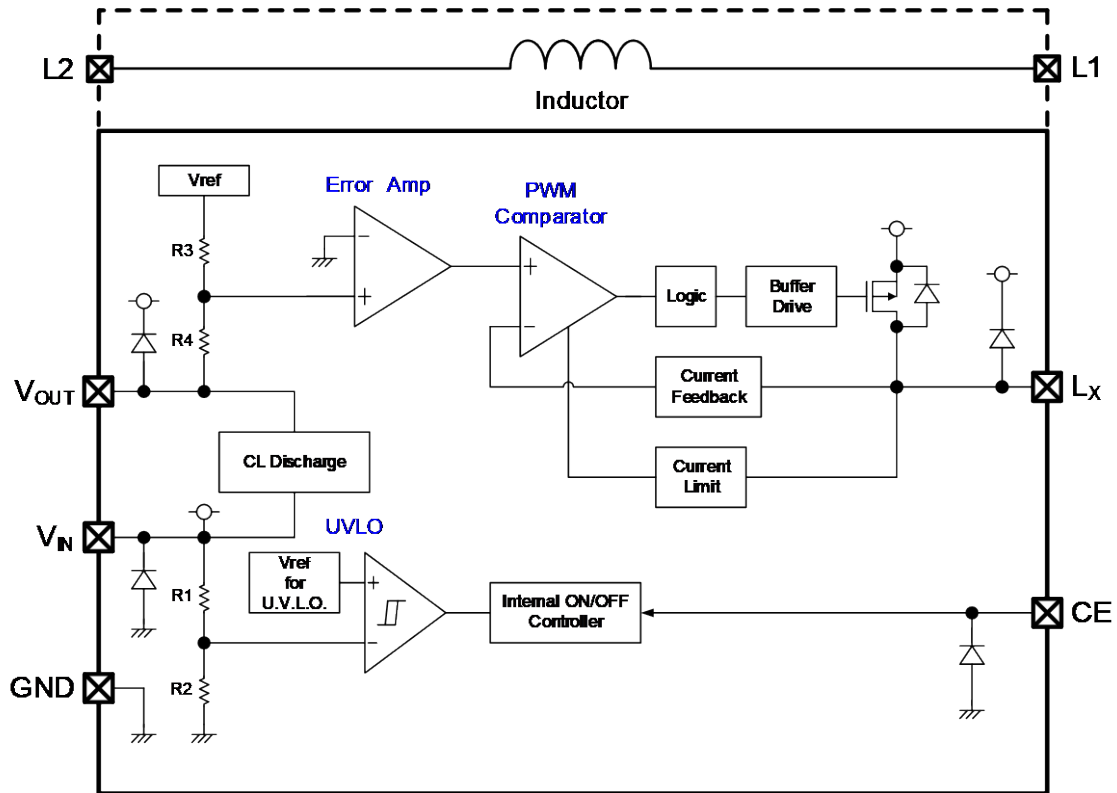 L2
L1
Inductor
Vref
Error Amp
PWM
Comparator
R3
R4
Logic
Buffer
Drive
VOUT
Current
Feedback
LX
CL Discharge
Current
Limit
VIN
UVLO
Vref
for
U.V.L.O.
R1
Internal ON/OFF
Controller
CE
GND
R2